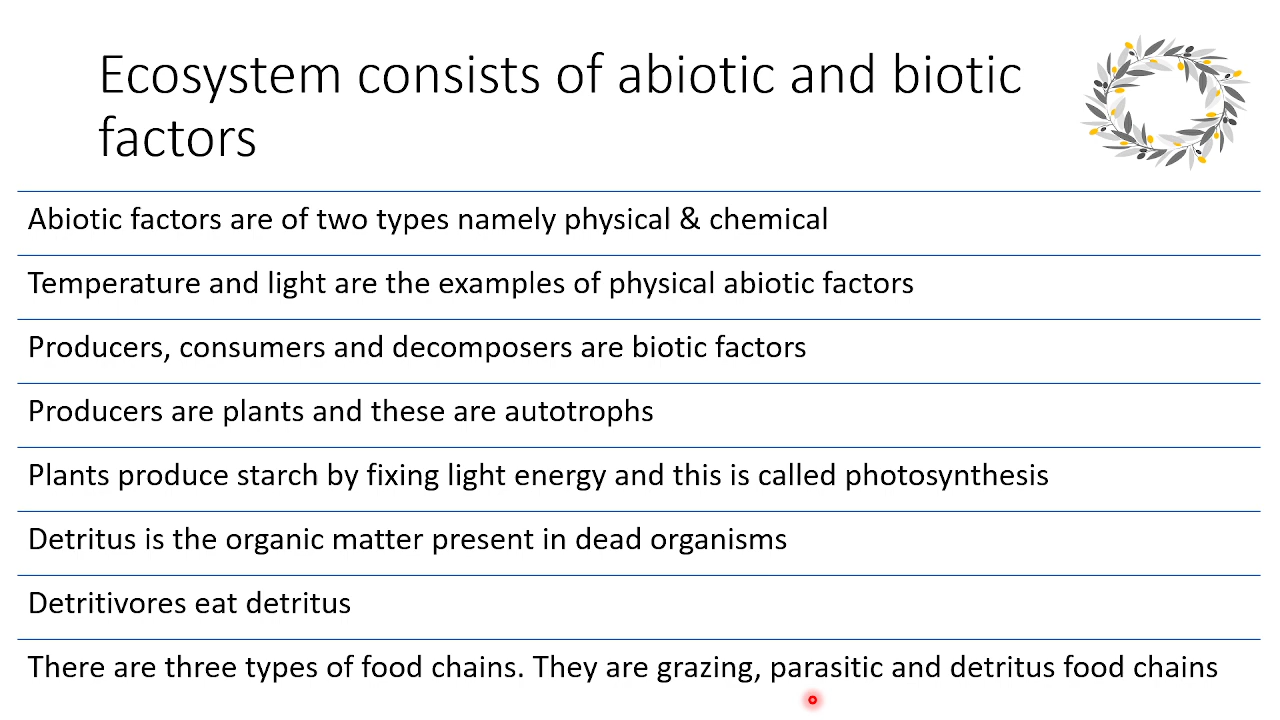 Ecosystem consists of abiotic and biotic
factors
Abiotic factors are of two types namely physical & chemical
Temperature and light are the examples of physical abiotic factors
Producers, consumers and decomposers are biotic factors
Producers are plants and these are autotrophs
Plants produce starch by fixing light energy and this is called photosynthesis
Detritus is the organic matter present in dead organisms
Detritivores eat detritus
There are three types of food chains. They are grazing, parasitic and detritus food chains